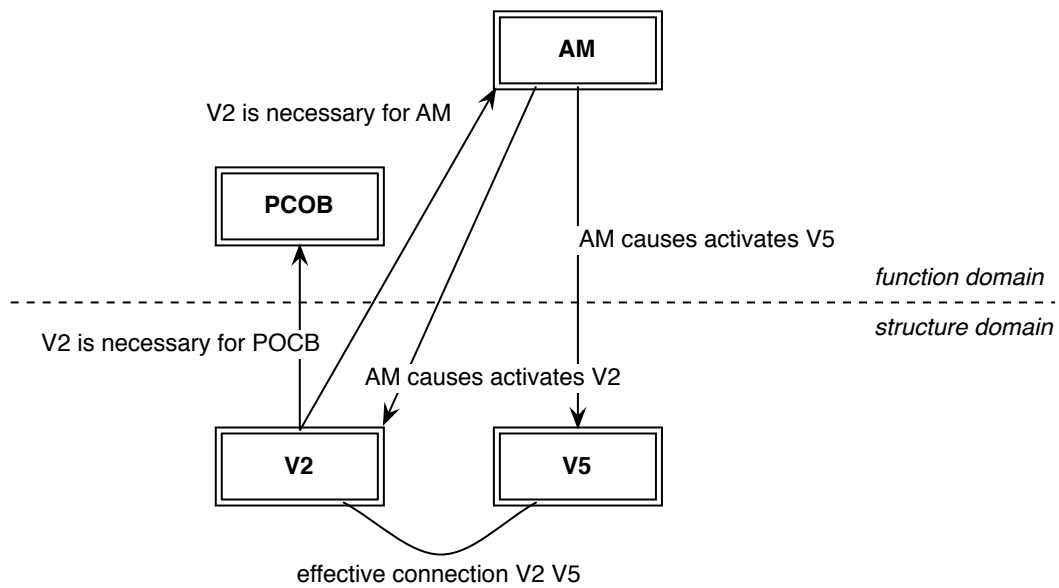 AM
V2 is necessary for AM
PCOB
AM causes activates V5
function domain
structure domain
V2 is necessary for POCB
AM causes activates V2
V2
V5
effective connection V2 V5